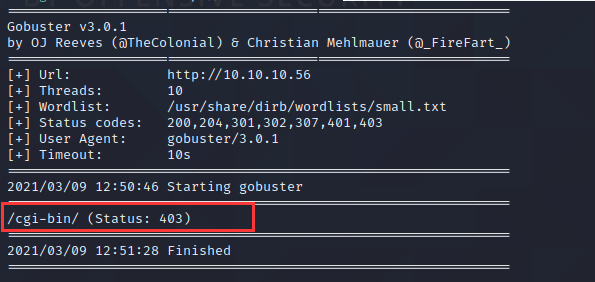 BY OFFENSIVE SECURITY
===============================================================
Gobuster v3.0.1
by OJ Reeves (@TheColonial) & Christian Mehlmauer (@_FireFart_)
===============================================================
[+] Url:            http://10.10.10.56
[+] Threads:        10
[+] Wordlist:       /usr/share/dirb/wordlists/small.txt
[+] Status codes:   200,204,301,302,307,401,403
[+] User Agent:     gobuster/3.0.1
[+] Timeout:        10s
===============================================================
2021/03/09 12:50:46 Starting gobuster
===============================================================
/cgi-bin/ (Status: 403)
===============================================================
2021/03/09 12:51:28 Finished
===============================================================